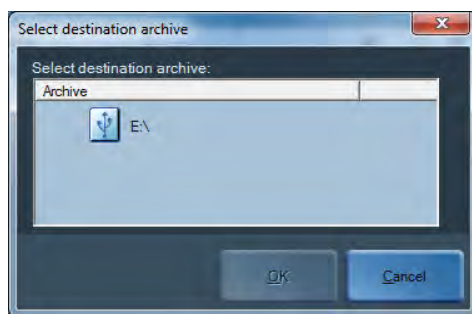 Select destination archive
Select destination archive:
Archive
E:\
OK
Cancel